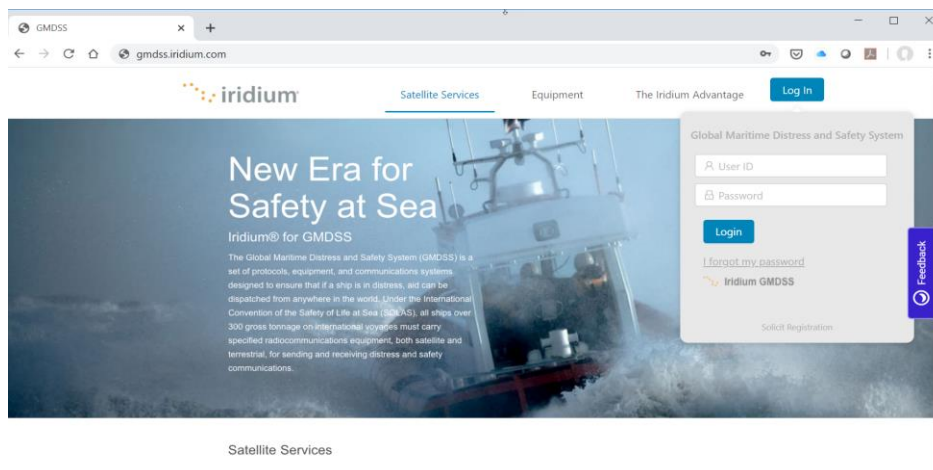 GMDSS
gmdss.iridium.com
iridium
Satellite Services
Equipment
The Iridium Advantage
Log In
Global Maritime Distress and Safety System
User ID
Password
Login
I forgot my password
Iridium GMDSS
Solicit Registration
Feedback
New Era for
Safety at Sea
Iridium® for GMDSS
The Global Maritime Distress and Safety System (GMDSS) is a
set of protocols, equipment, and communications systems
designed to ensure that if a ship is in distress, aid can be
dispatched from anywhere in the world. Under the International
Convention of the Safety of Life at Sea (SOLAS), all ships over
300 gross tonnage on international voyages must carry
specified radiocommunications equipment, both satellite and
terrestrial, for sending and receiving distress and safety
communications.
Satellite Services